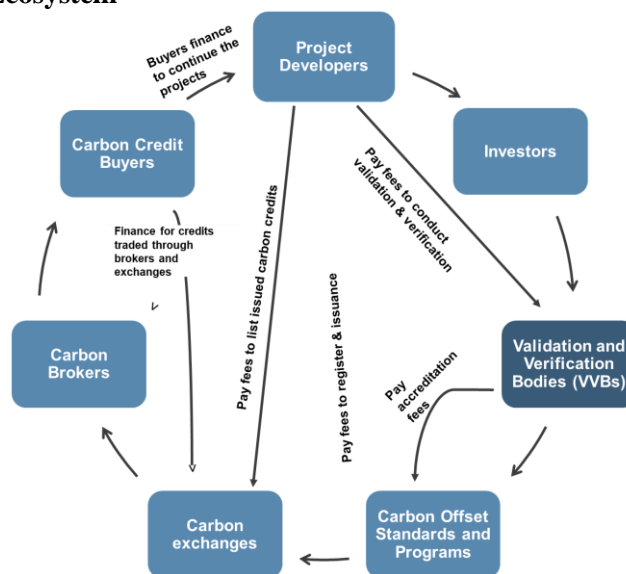 Ecosystem
Buyers finance
to continue the
projects
Project
Developers
Carbon Credit
Buyers
Investors
Pay fees to conduct
validation & verification
Finance for credits
traded through
brokers and
exchanges
Pay fees to list issued carbon credits
Pay fees to register & issuance
Carbon
Brokers
Validation and
Verification
Bodies (VVBs)
Pay
accreditation
fees
Carbon
exchanges
Carbon Offset
Standards and
Programs